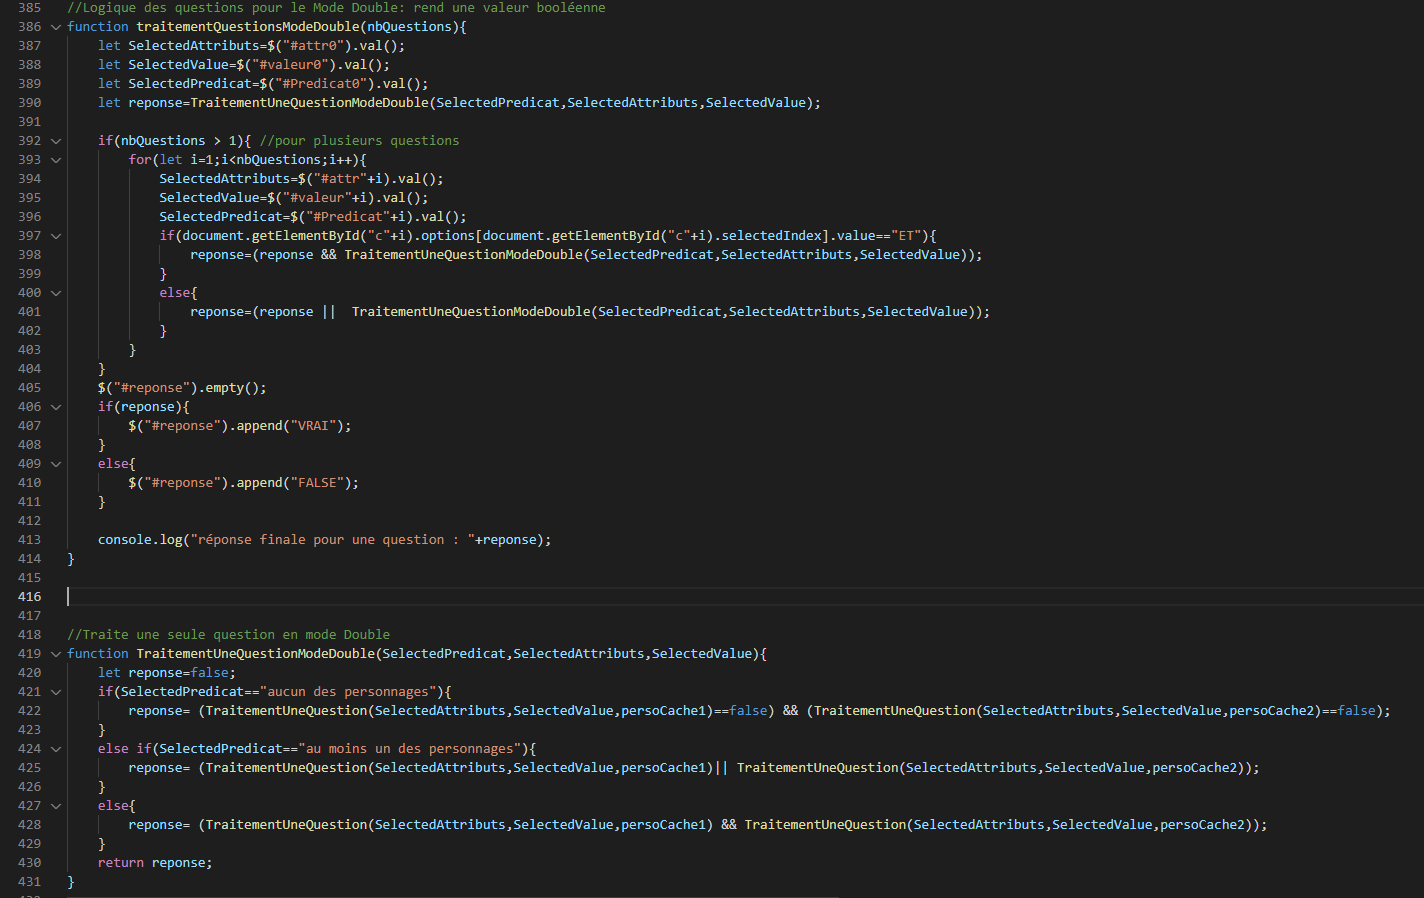 385 //Logique des questions pour le Mode Double: rend une valeur booléenne
386 function traitementQuestionsModeDouble(nbQuestions){
387 let SelectedAttributs=$("#attr0").val();
388 let SelectedValue=$("#valeur0").val();
389 let SelectedPredicat=$("#Predicat0").val();
390 let reponse=TraitementUneQuestionModeDouble(SelectedPredicat,SelectedAttributs,SelectedValue);
391
392 if(nbQuestions > 1){ //pour plusieurs questions
393 for(let i=1;i<nbQuestions;i++){
394 SelectedAttributs=$("#attr"+i).val();
395 SelectedValue=$("#valeur"+i).val();
396 SelectedPredicat=$("#Predicat"+i).val();
397 if(document.getElementById("c"+i).options[document.getElementById("c"+i).selectedIndex].value=="ET"){
398 reponse=(reponse && TraitementUneQuestionModeDouble(SelectedPredicat,SelectedAttributs,SelectedValue));
399 }
400 else{
401 reponse=(reponse ||  TraitementUneQuestionModeDouble(SelectedPredicat,SelectedAttributs,SelectedValue));
402 }
403 }
404 }
405 $("#reponse").empty();
406 if(reponse){
407 $("#reponse").append("VRAI");
408 }
409 else{
410 $("#reponse").append("FALSE");
411 }
412
413 console.log("réponse finale pour une question : "+reponse);
414 }
415
416
417
418 //Traite une seule question en mode Double
419 function TraitementUneQuestionModeDouble(SelectedPredicat,SelectedAttributs,SelectedValue){
420 let reponse=false;
421 if(SelectedPredicat=="aucun des personnages"){
422 reponse= (TraitementUneQuestion(SelectedAttributs,SelectedValue,persoCache1)==false) && (TraitementUneQuestion(SelectedAttributs,SelectedValue,persoCache2)==false);
423 }
424 else if(SelectedPredicat=="au moins un des personnages"){
425 reponse= (TraitementUneQuestion(SelectedAttributs,SelectedValue,persoCache1)|| TraitementUneQuestion(SelectedAttributs,SelectedValue,persoCache2));
426 }
427 else{
428 reponse= (TraitementUneQuestion(SelectedAttributs,SelectedValue,persoCache1) && TraitementUneQuestion(SelectedAttributs,SelectedValue,persoCache2));
429 }
430 return reponse;
431 }